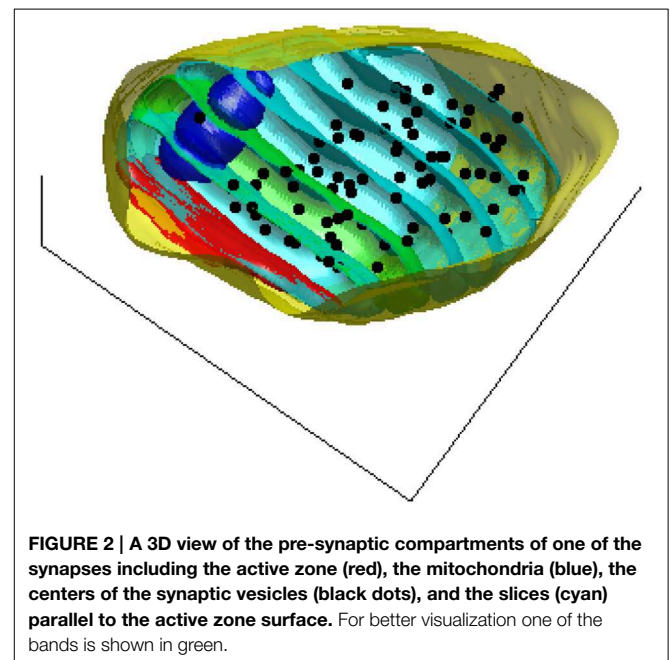 FIGURE 2 | A 3D view of the pre-synaptic compartments of one of the
synapses including the active zone (red), the mitochondria (blue), the
centers of the synaptic vesicles (black dots), and the slices (cyan)
parallel to the active zone surface. For better visualization one of the
bands is shown in green.